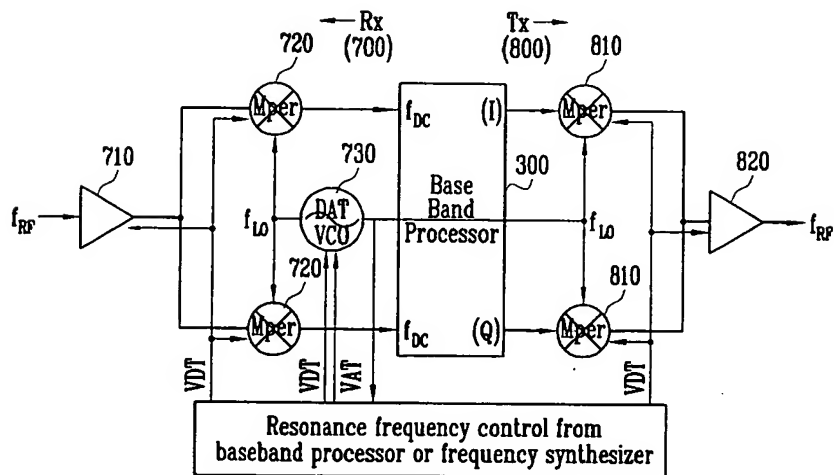 Rx
(700)
Tx
(800)
720
810
Mper
f_DC
(I)
Mper
710
730
300
820
f_RF
f_LO
DAT
VCO
Base
Band
Processor
f_LO
f_RF
720
810
Mper
f_DC
(Q)
Mper
VDT
VDT
VAT
VDT
Resonance frequency control from
baseband processor or frequency synthesizer